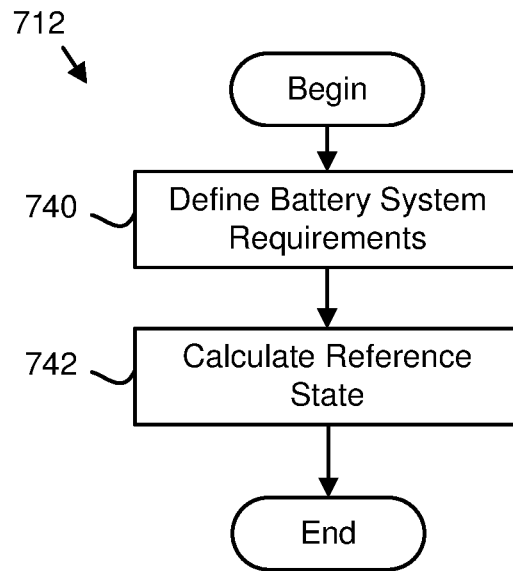 712
Begin
740
Define Battery System
Requirements
742
Calculate Reference
State
End